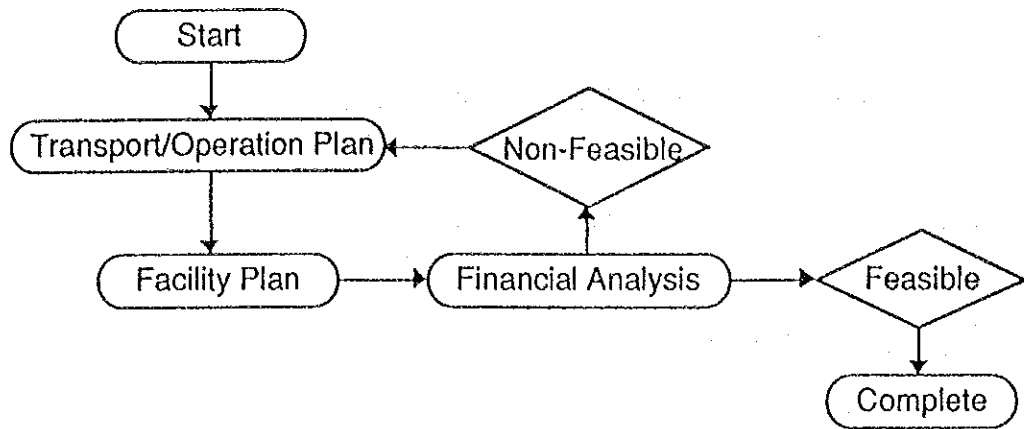 Start
Transport/Operation Plan
Non-Feasible
Facility Plan
Financial Analysis
Feasible
Complete